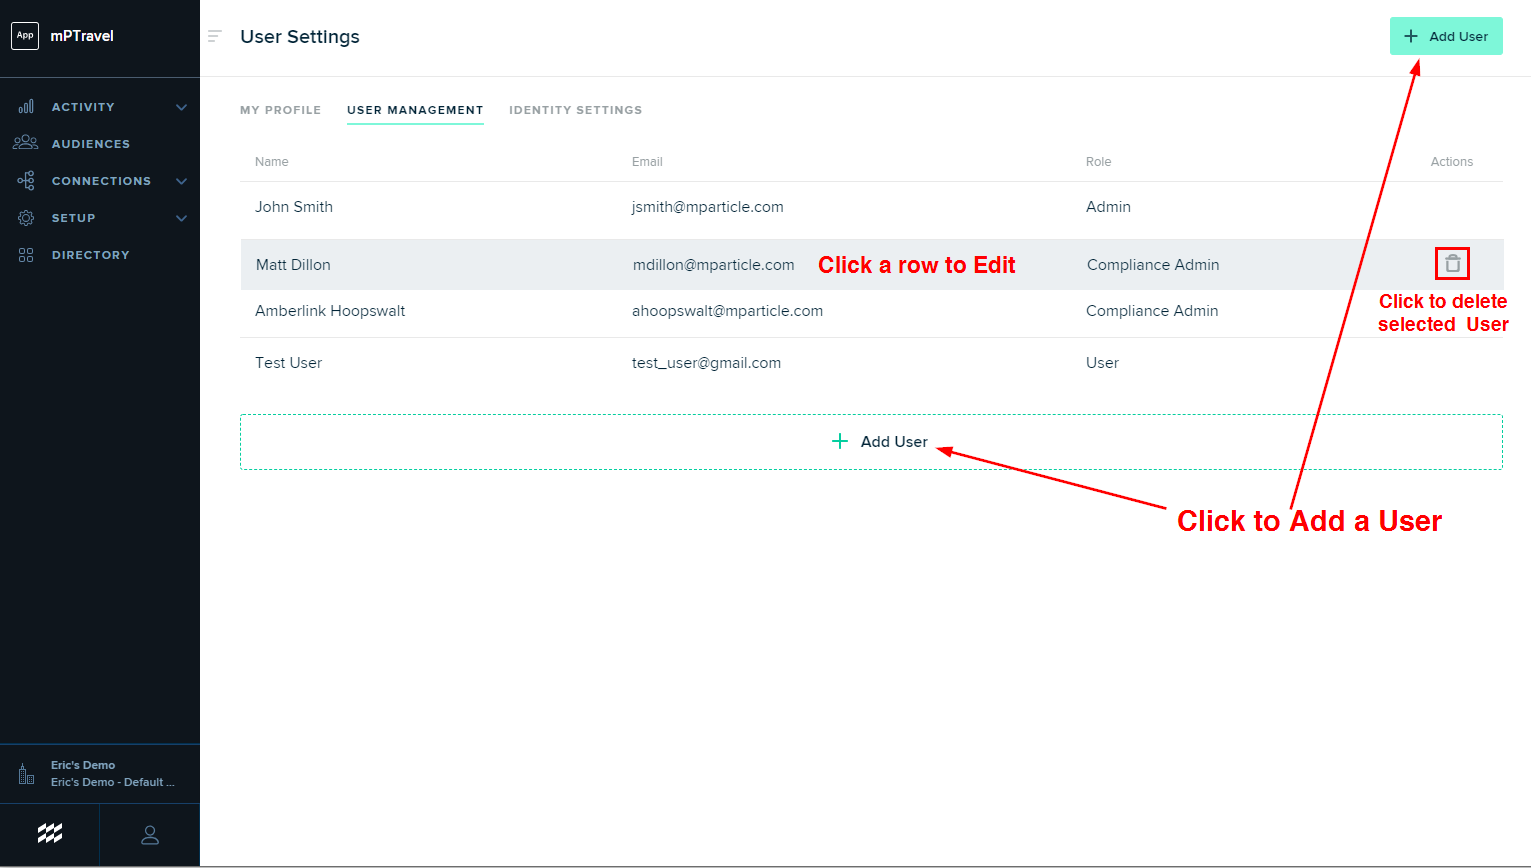 App mPTravel
User Settings
+ Add User
ACTIVITY
AUDIENCES
CONNECTIONS
SETUP
DIRECTORY
MY PROFILE USER MANAGEMENT IDENTITY SETTINGS
Name Email Role Actions
John Smith jsmith@mparticle.com Admin
Matt Dillon mdillon@mparticle.com Click a row to Edit Compliance Admin
Click to delete
selected User
Amberlink Hoopswalt ahoopswalt@mparticle.com Compliance Admin
Test User test_user@gmail.com User
+ Add User
Click to Add a User
Eric's Demo
Eric's Demo - Default ...